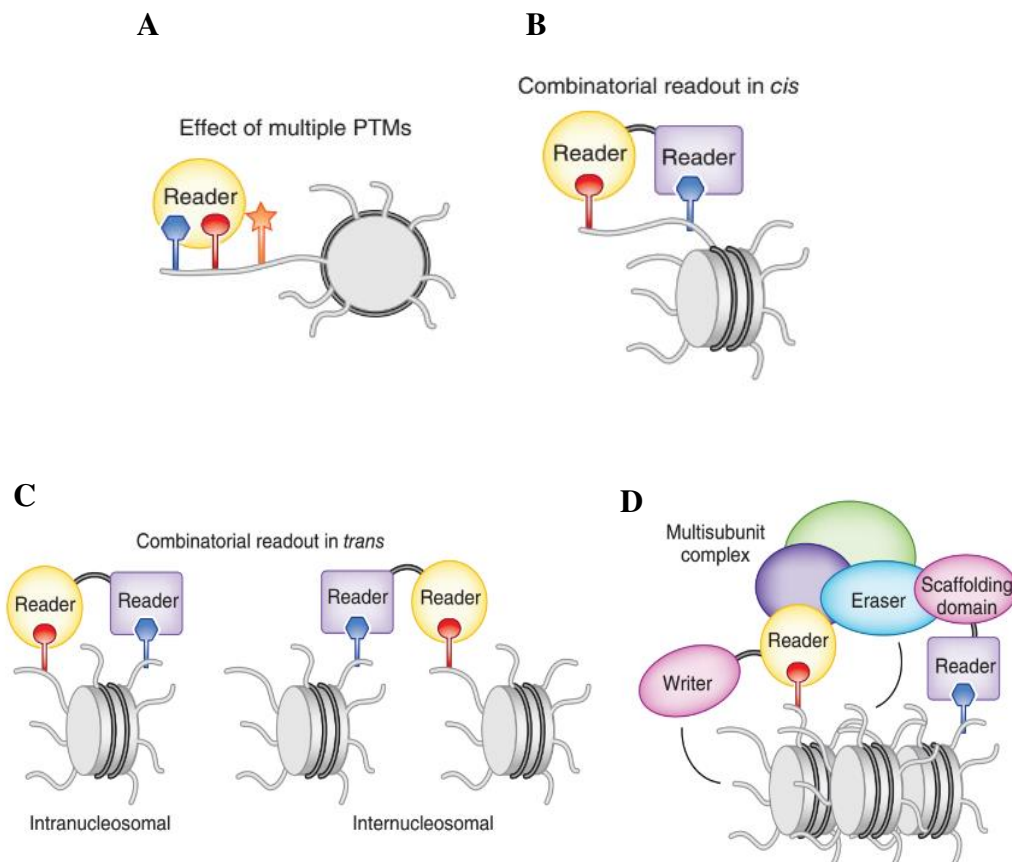 A
Effect of multiple PTMs
Reader
B
Combinatorial readout in cis
Reader
Reader
C
Combinatorial readout in trans
Reader
Reader
Reader
Reader
Intranucleosomal
Internucleosomal
D
Multisubunit
complex
Eraser
Scaffolding
domain
Reader
Writer
Reader